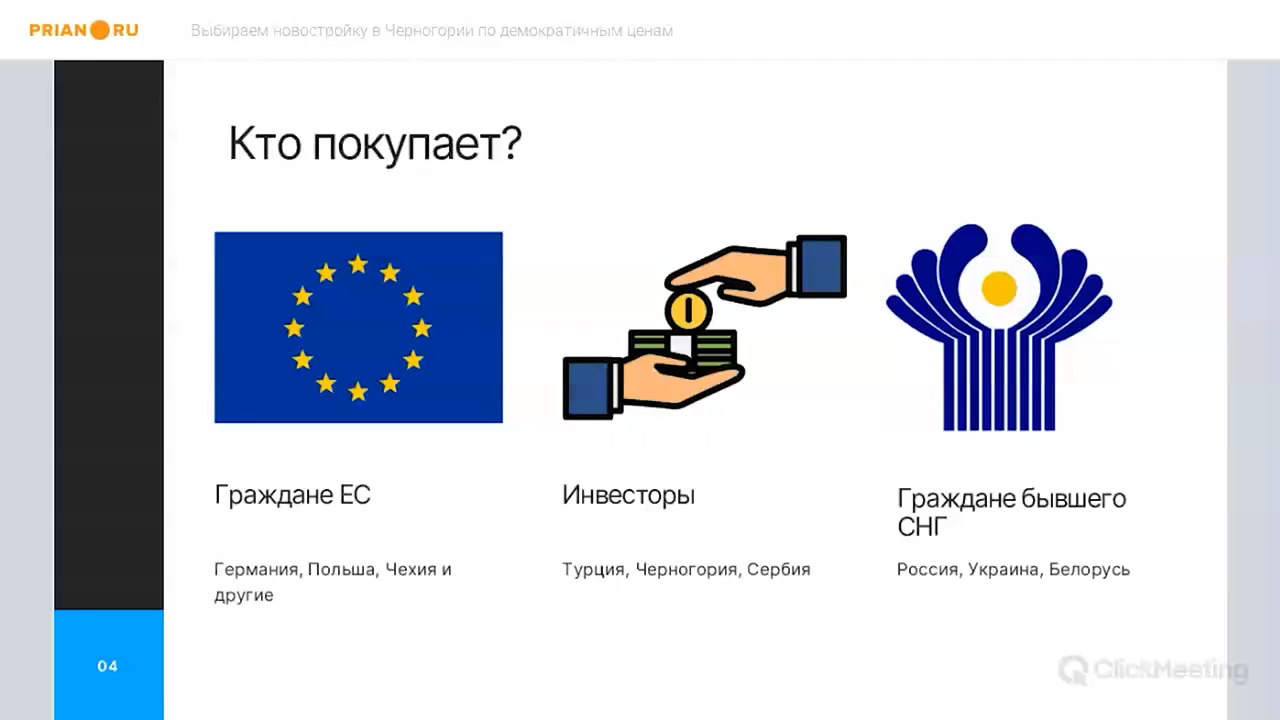 PRIAN RU
Выбираем новостройку в Черногории по демократичным ценам
Кто покупает?
Граждане ЕС
Инвесторы
Граждане бывшего
СНГ
Германия, Польша, Чехия и
другие
Турция, Черногория, Сербия
Россия, Украина, Белорусь
04
ClickMeeting